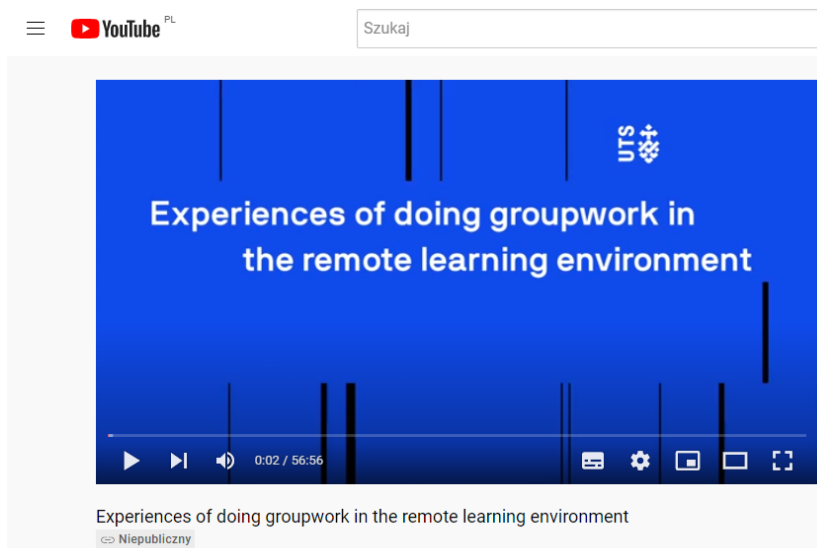 YouTube PL
Szukaj
UTS
Experiences of doing groupwork in
the remote learning environment
0:02 / 56:56
Experiences of doing groupwork in the remote learning environment
Niepubliczny